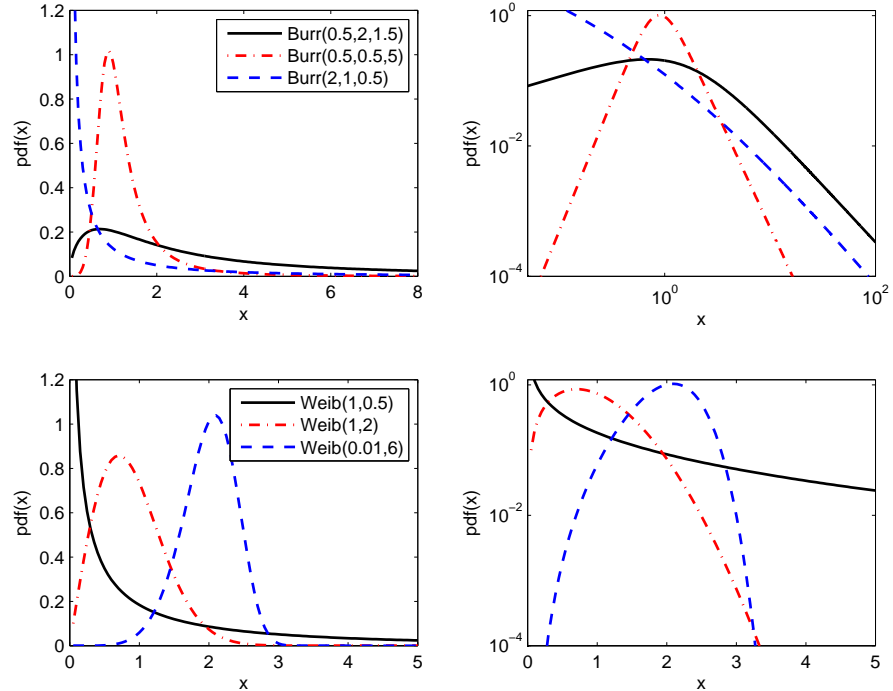 1.2
1
0.8
0.6
0.4
0.2
0
0 2 4 6 8
pdf(x)
x
Burr(0.5,2,1.5)
Burr(0.5,0.5,5)
Burr(2,1,0.5)
10^0
10^-2
10^-4
10^0 10^2
pdf(x)
x
1.2
1
0.8
0.6
0.4
0.2
0
0 1 2 3 4 5
pdf(x)
x
Weib(1,0.5)
Weib(1,2)
Weib(0.01,6)
10^0
10^-2
10^-4
0 1 2 3 4 5
pdf(x)
x